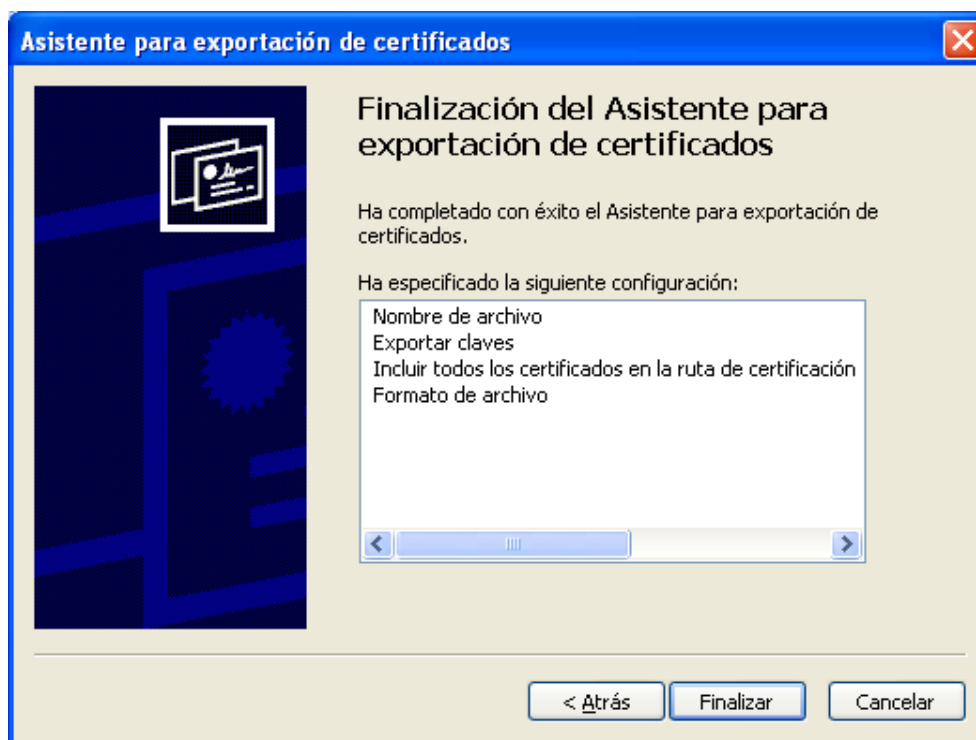 Asistente para exportación de certificados
Finalización del Asistente para
exportación de certificados
Ha completado con éxito el Asistente para exportación de
certificados.
Ha especificado la siguiente configuración:
Nombre de archivo
Exportar claves
Incluir todos los certificados en la ruta de certificación
Formato de archivo
< Atrás
Finalizar
Cancelar